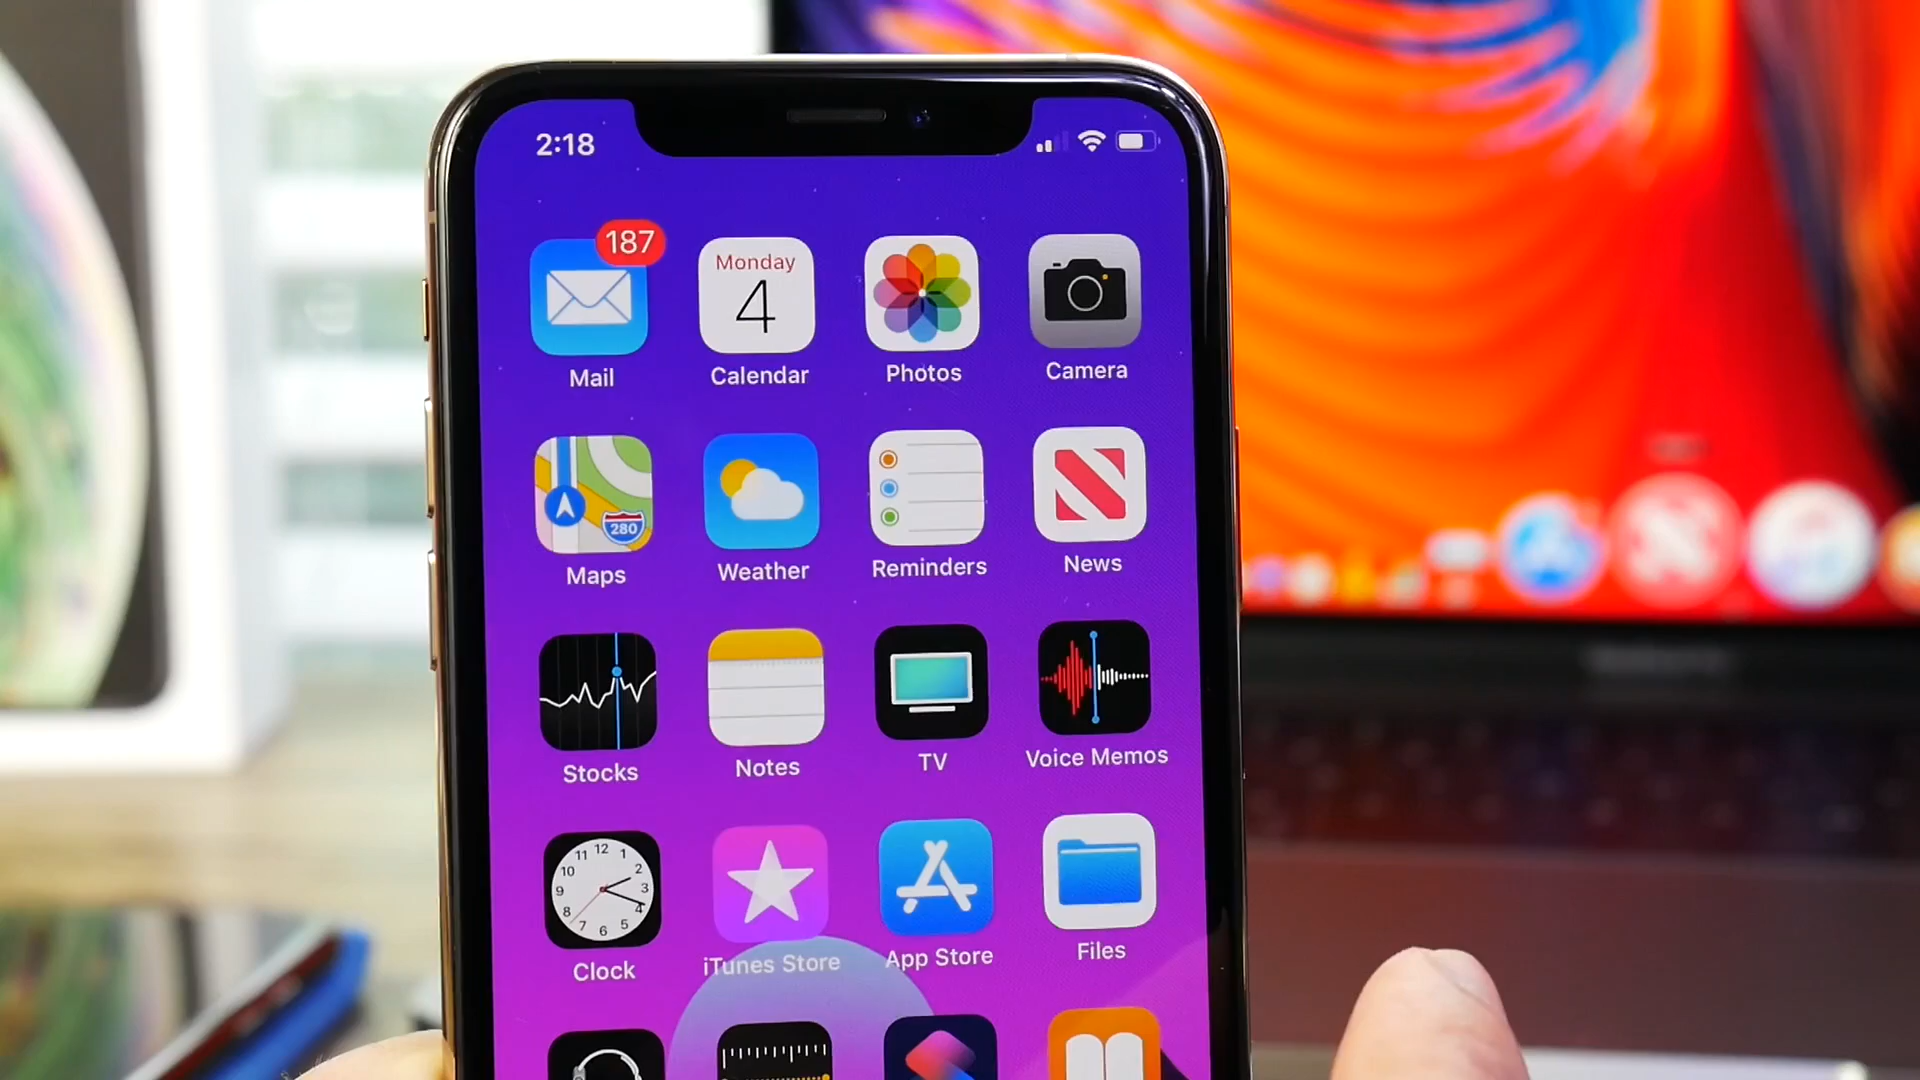 2:18
187
Monday
4
Mail
Calendar
Photos
Camera
280
Maps
Weather
Reminders
News
Stocks
Notes
TV
Voice Memos
11 12 1
10 2
9 3
8 4
7 6 5
Clock
iTunes Store
App Store
Files